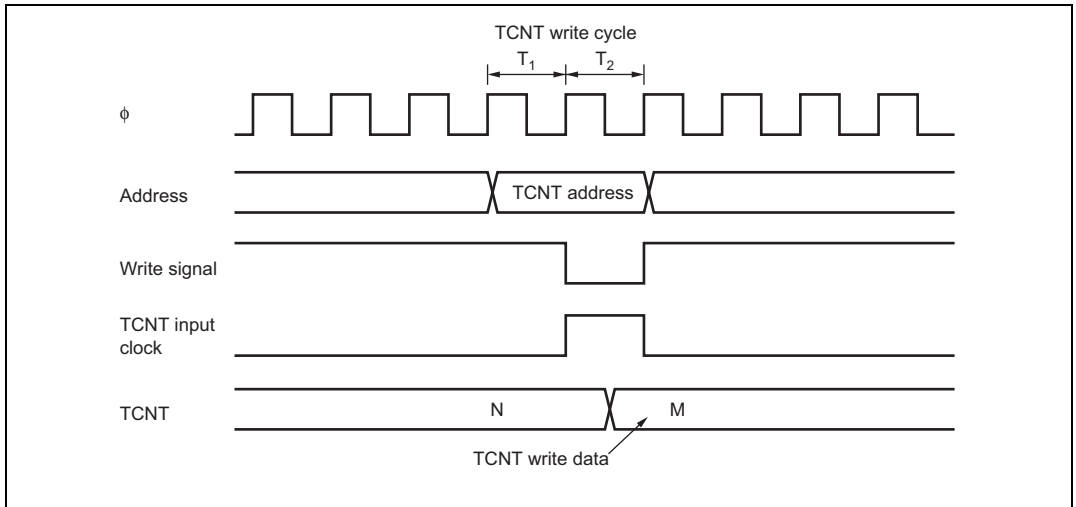 TCNT write cycle
T1 T2
ϕ
Address
TCNT address
Write signal
TCNT input
clock
TCNT
N
M
TCNT write data